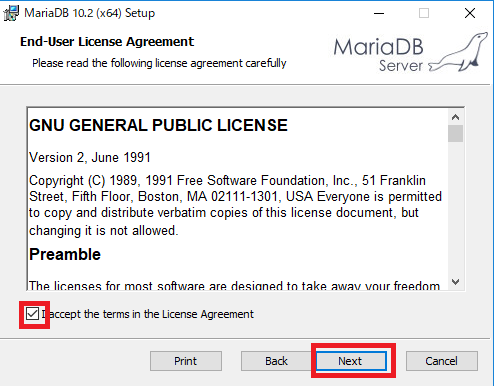 MariaDB 10.2 (x64) Setup
End-User License Agreement
Please read the following license agreement carefully
MariaDB
Server
GNU GENERAL PUBLIC LICENSE
Version 2, June 1991
Copyright (C) 1989, 1991 Free Software Foundation, Inc., 51 Franklin
Street, Fifth Floor, Boston, MA 02111-1301, USA Everyone is permitted
to copy and distribute verbatim copies of this license document, but
changing it is not allowed.
Preamble
The licenses for most software are designed to take away your freedom
I accept the terms in the License Agreement
Print Back Next Cancel